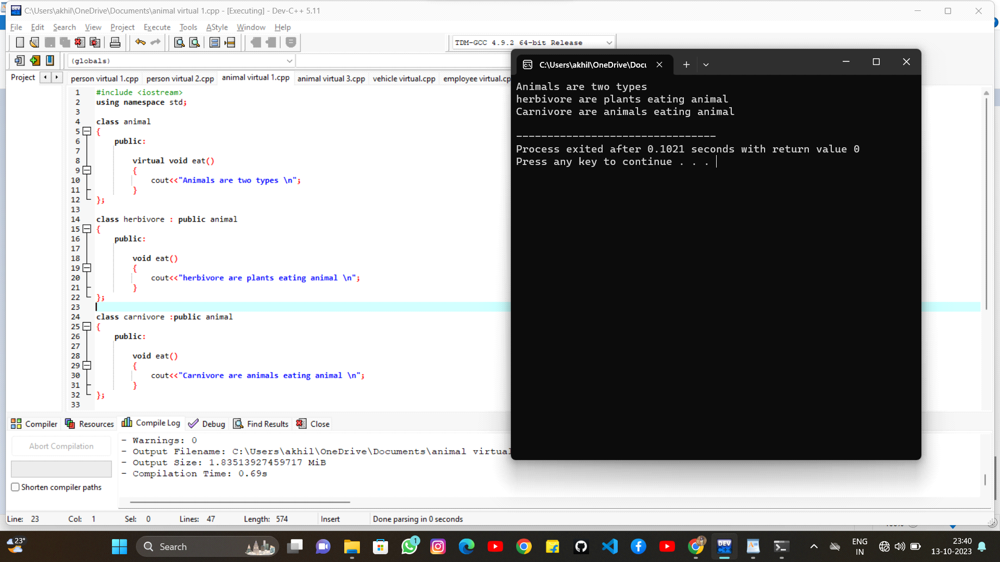 C:\Users\akhil\OneDrive\Documents\animal virtual 1.cpp - [Executing] - Dev-C++ 5.11
File Edit Search View Project Execute Tools AStyle Window Help
TDM-GCC 4.9.2 64-bit Release
(globals)
Project
person virtual 1.cpp person virtual 2.cpp animal virtual 1.cpp animal virtual 3.cpp vehicle virtual.cpp employee virtual.cp
1 #include <iostream>
2 using namespace std;
3
4 class animal
5 {
6 public:
7
8 virtual void eat()
9 {
10 cout<<"Animals are two types \n";
11 }
12 };
13
14 class herbivore : public animal
15 {
16 public:
17
18 void eat()
19 {
20 cout<<"herbivore are plants eating animal \n";
21 }
22 };
23
24 class carnivore :public animal
25 {
26 public:
27
28 void eat()
29 {
30 cout<<"Carnivore are animals eating animal \n";
31 }
32 };
33
C:\Users\akhil\OneDrive\Docu
Animals are two types
herbivore are plants eating animal
Carnivore are animals eating animal
--------------------------------
Process exited after 0.1021 seconds with return value 0
Press any key to continue . . .
Compiler Resources Compile Log Debug Find Results Close
Abort Compilation
Shorten compiler paths
- Warnings: 0
- Output Filename: C:\Users\akhil\OneDrive\Documents\animal virtual
- Output Size: 1.83513927459717 MiB
- Compilation Time: 0.69s
Line: 23 Col: 1 Sel: 0 Lines: 47 Length: 574 Insert Done parsing in 0 seconds
23°
Search
1
DEV C++
ENG
IN
23:40
13-10-2023